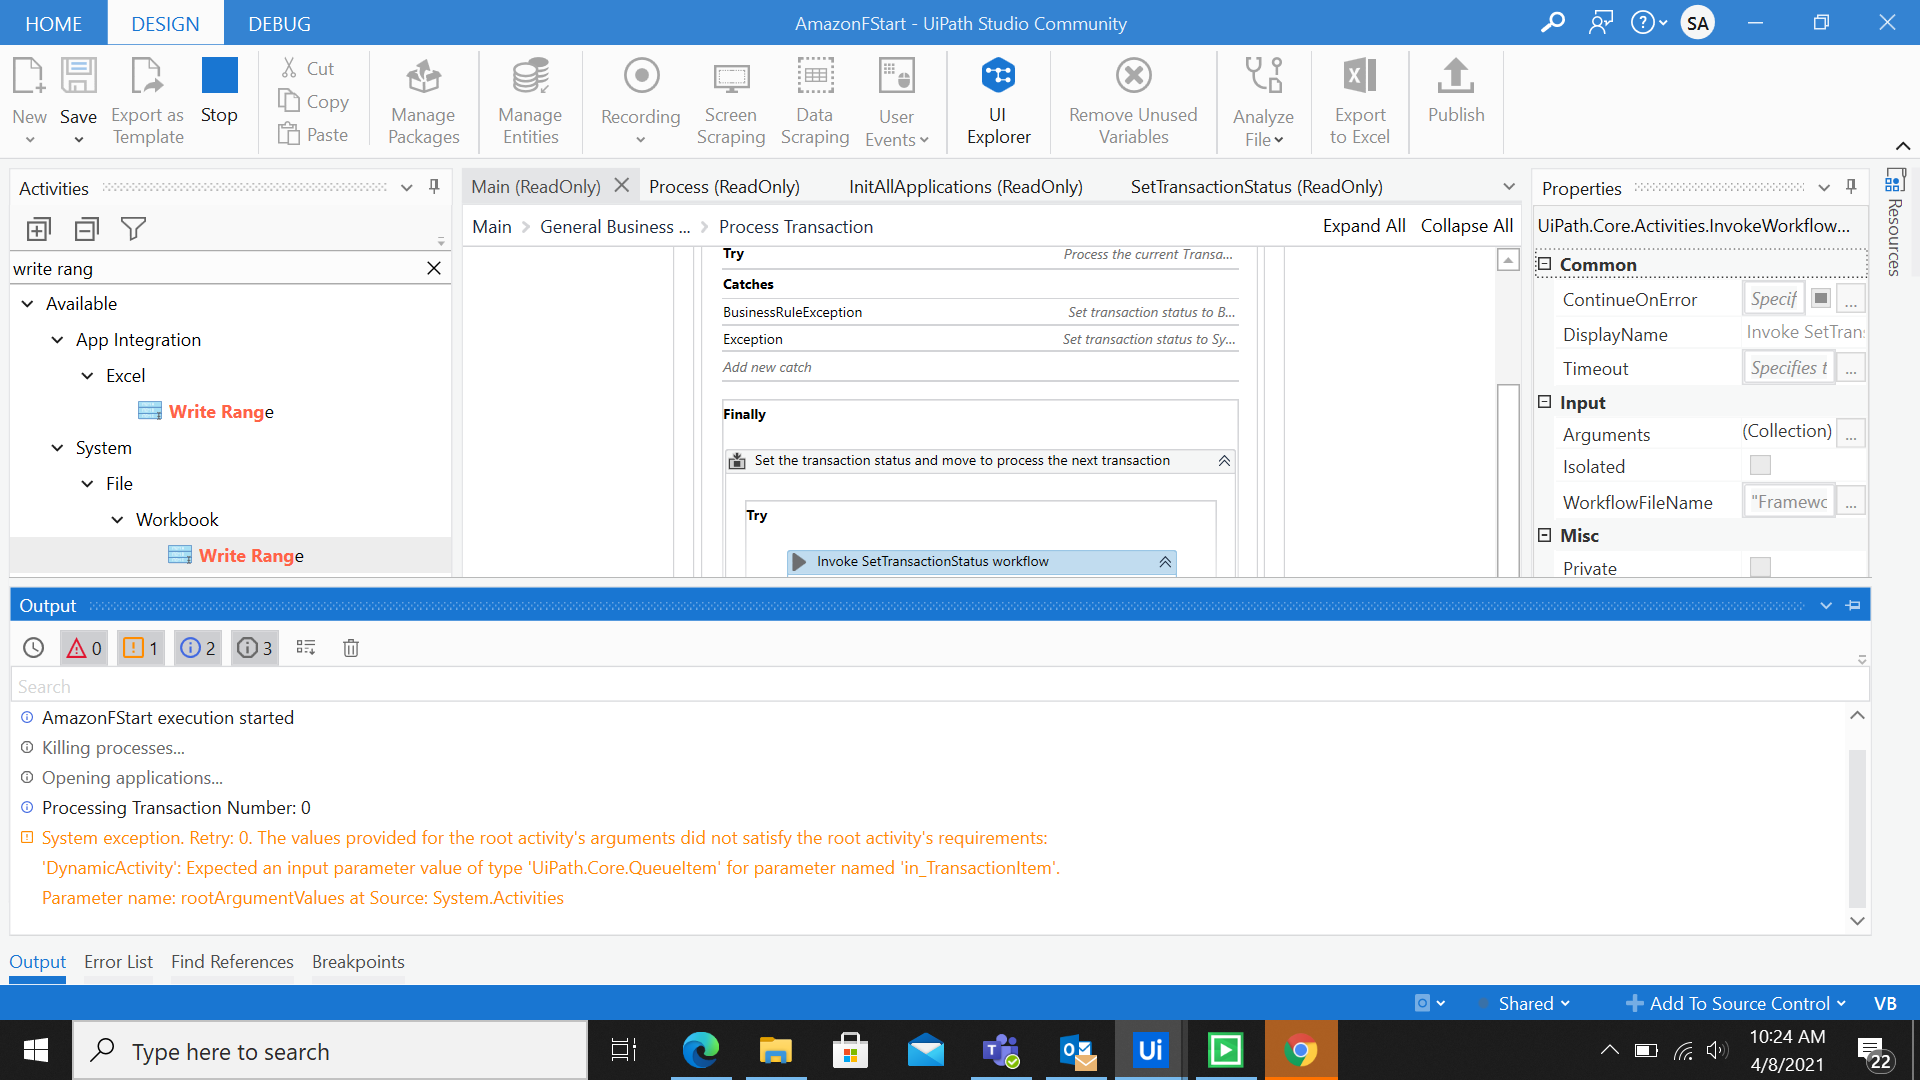 HOME DESIGN DEBUG AmazonFStart - UiPath Studio Community SA
New Save Export as Template Stop
Cut
Copy
Paste
Manage Packages
Manage Entities
Recording
Screen Scraping
Data Scraping
User Events
UI Explorer
Remove Unused Variables
Analyze File
Export to Excel
Publish
Activities
write rang
Available
App Integration
Excel
Write Range
System
File
Workbook
Write Range
Main (ReadOnly) Process (ReadOnly) InitAllApplications (ReadOnly) SetTransactionStatus (ReadOnly)
Main > General Business ... > Process Transaction Expand All Collapse All
Try Process the current Transa...
Catches
BusinessRuleException Set transaction status to B...
Exception Set transaction status to Sy...
Add new catch
Finally
Set the transaction status and move to process the next transaction
Try
Invoke SetTransactionStatus workflow
Properties
UiPath.Core.Activities.InvokeWorkflow...
Common
ContinueOnError Specif ...
DisplayName Invoke SetTran
Timeout Specifies t ...
Input
Arguments (Collection) ...
Isolated
WorkflowFileName "Framewo ...
Misc
Private
Resources
Output
0 1 2 3
Search
AmazonFStart execution started
Killing processes...
Opening applications...
Processing Transaction Number: 0
System exception. Retry: 0. The values provided for the root activity's arguments did not satisfy the root activity's requirements:
'DynamicActivity': Expected an input parameter value of type 'UiPath.Core.QueueItem' for parameter named 'in_TransactionItem'.
Parameter name: rootArgumentValues at Source: System.Activities
Output Error List Find References Breakpoints
Shared Add To Source Control VB
Type here to search
Ui
10:24 AM
4/8/2021
22